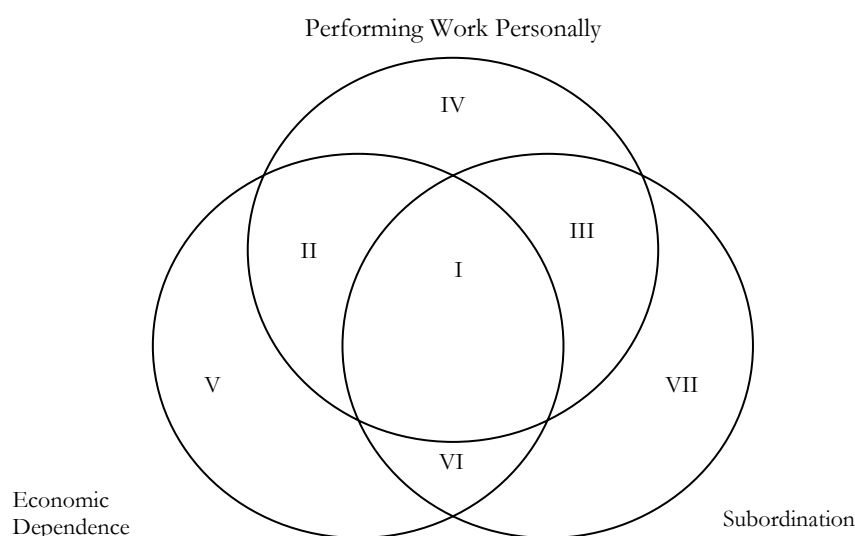 Performing Work Personally
IV
III
II
I
V
VII
VI
Economic
Dependence
Subordination